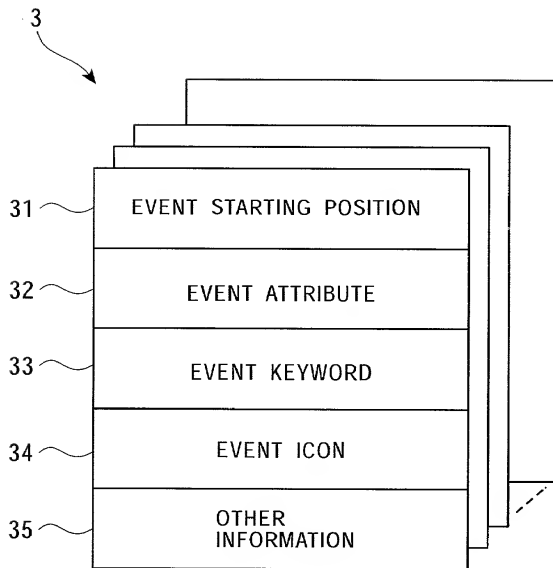 3
31 EVENT STARTING POSITION
32 EVENT ATTRIBUTE
33 EVENT KEYWORD
34 EVENT ICON
35 OTHER
INFORMATION